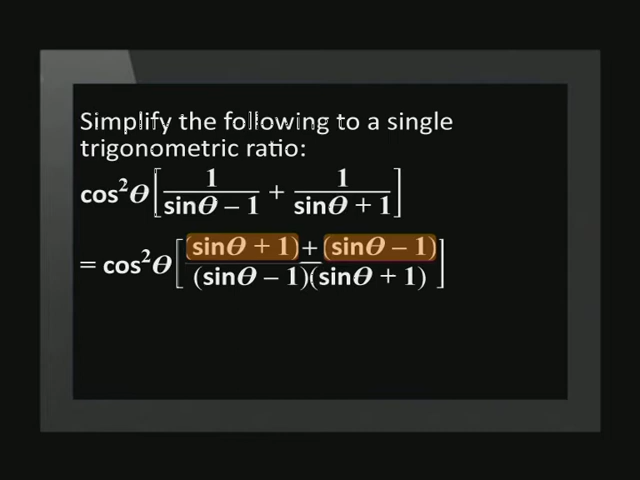 Simplify the following to a single
trigonometric ratio:
cos²θ[1/(sinθ – 1) + 1/(sinθ + 1)]
= cos²θ[(sinθ + 1) + (sinθ – 1)/(sinθ – 1)(sinθ + 1)]